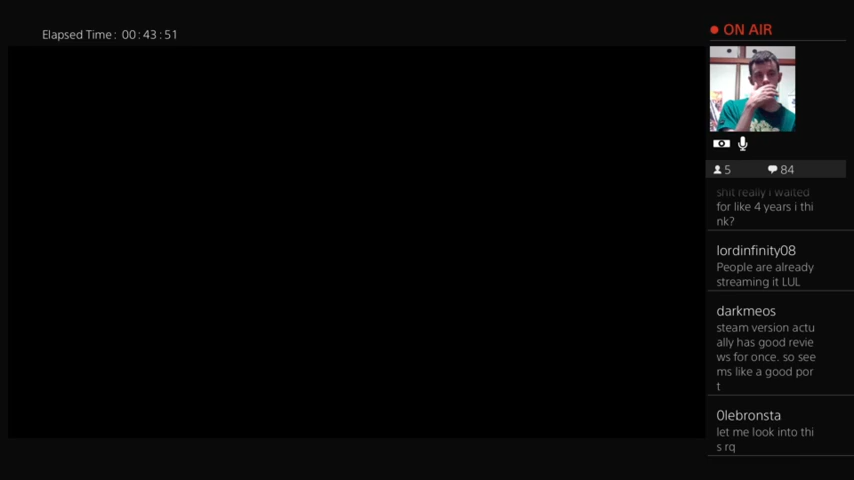 Elapsed Time: 00:43:51
ON AIR
5 84
shit really i waited
for like 4 years i thi
nk?
lordinfinity08
People are already
streaming it LUL
darkmeos
steam version actu
ally has good revie
ws for once. so see
ms like a good por
t
0lebronsta
let me look into thi
s rq